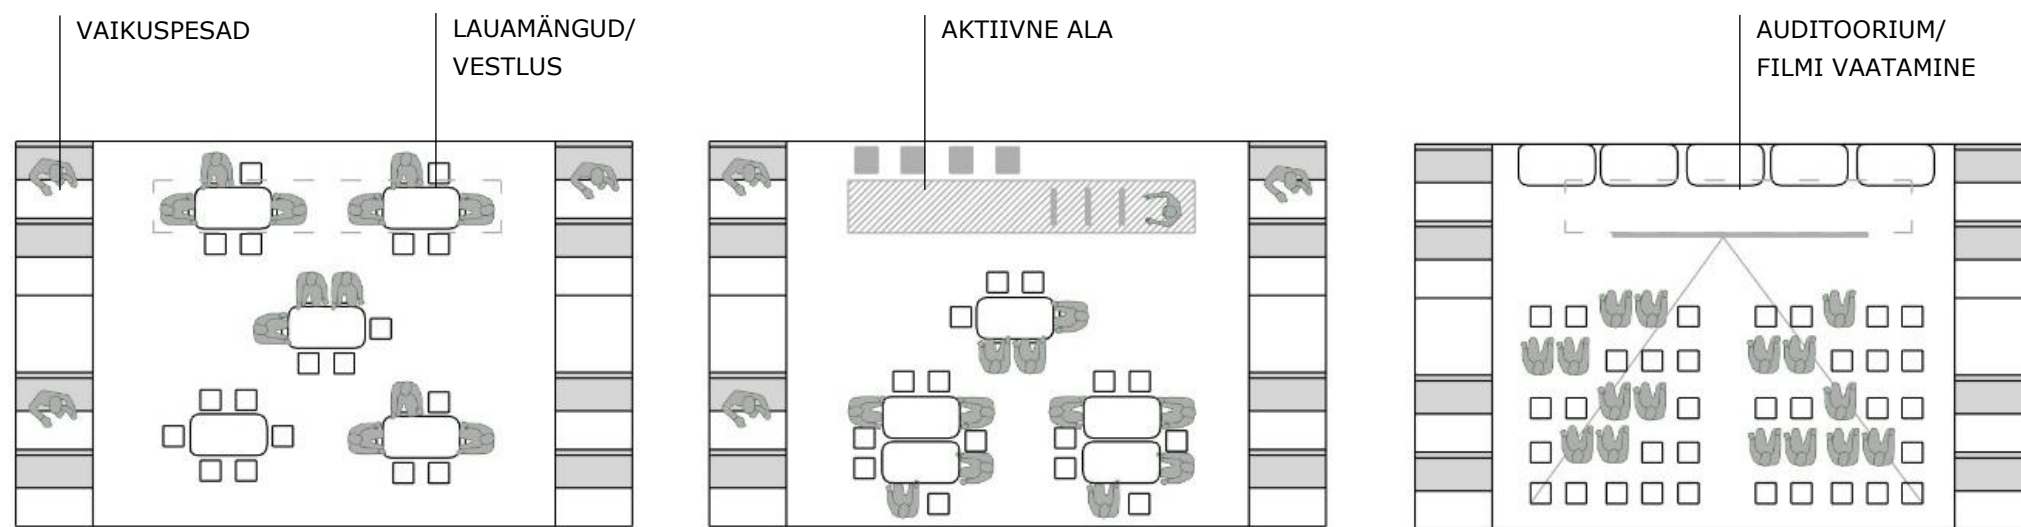 VAIKUSPESAD
LAUAMÄNGUD/
VESTLUS
AKTIIVNE ALA
AUDITOORIUM/
FILMI VAATAMINE